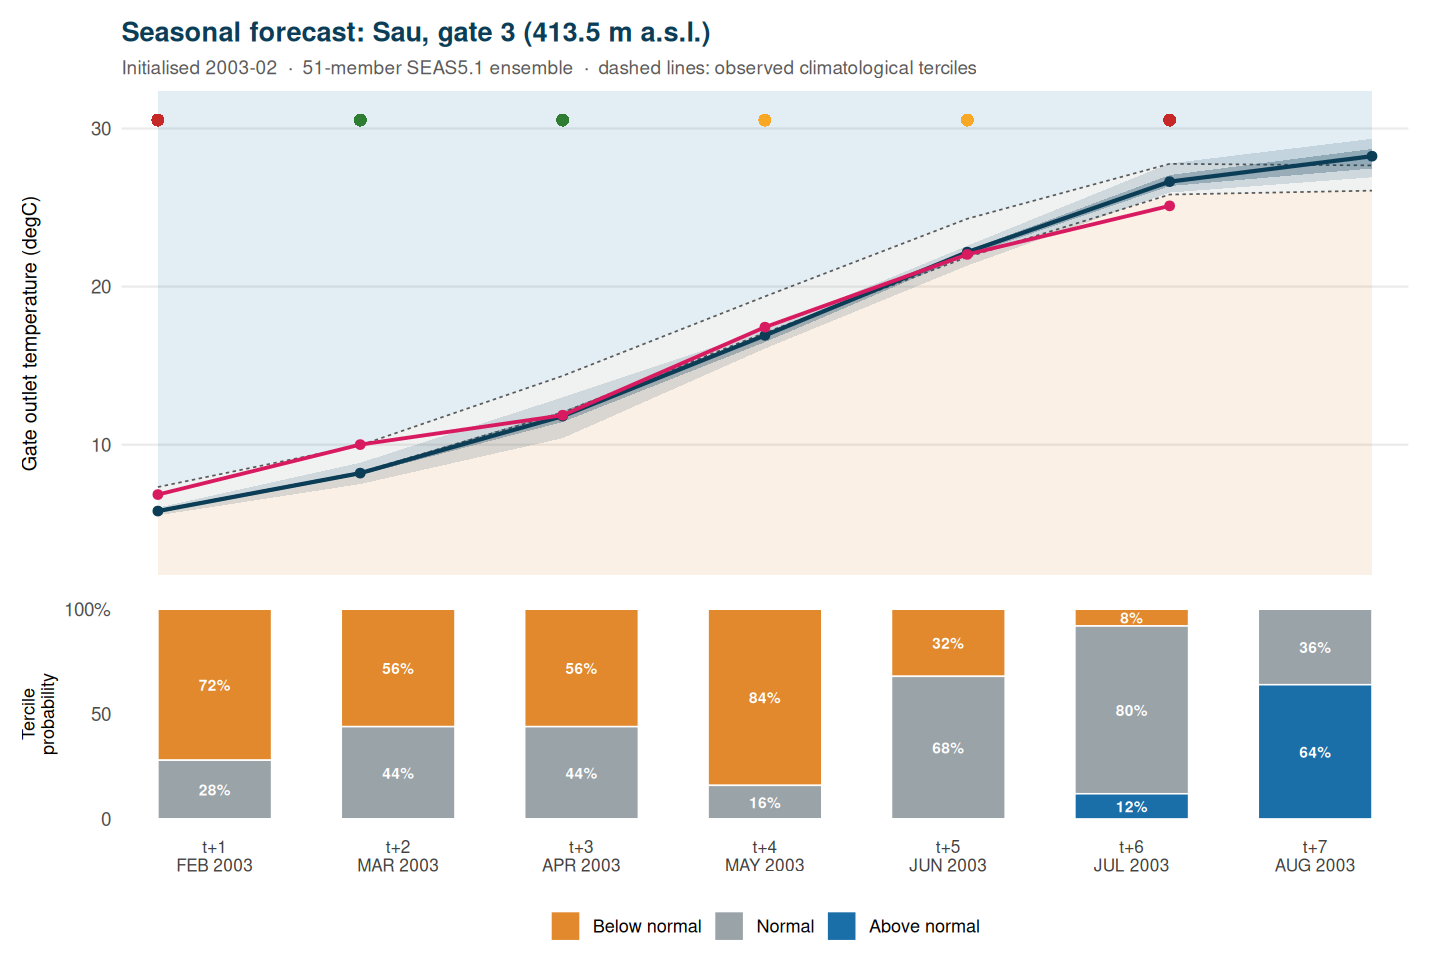 Seasonal forecast: Sau, gate 3 (413.5 m a.s.l.)
Initialised 2003-02 · 51-member SEAS5.1 ensemble · dashed lines: observed climatological terciles
Gate outlet temperature (degC)
30
20
10
Tercile
probability
100%
50
0
72%
28%
56%
44%
56%
44%
84%
16%
32%
68%
8%
80%
12%
36%
64%
t+1
FEB 2003
t+2
MAR 2003
t+3
APR 2003
t+4
MAY 2003
t+5
JUN 2003
t+6
JUL 2003
t+7
AUG 2003
Below normal
Normal
Above normal